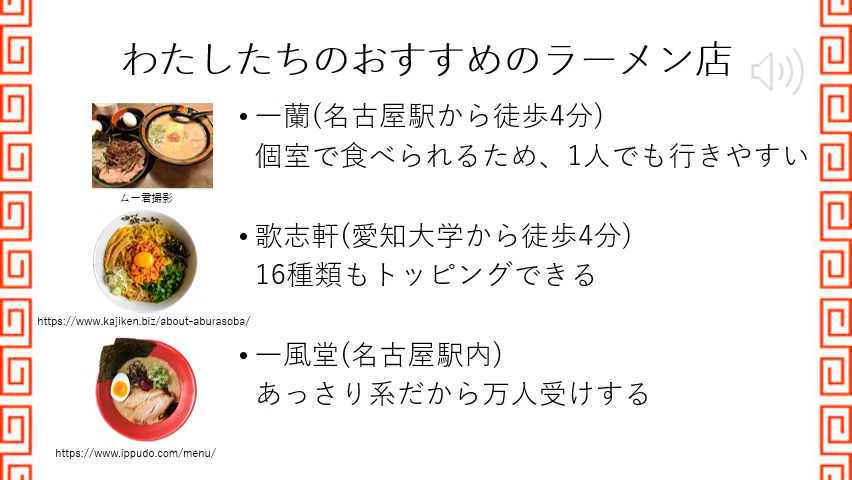 わたしたちのおすすめのラーメン店
• 一蘭(名古屋駅から徒歩4分)
個室で食べられるため、1人でも行きやすい
ムー君撮影
• 歌志軒(愛知大学から徒歩4分)
16種類もトッピングできる
https://www.kajiken.biz/about-aburasoba/
• 一風堂(名古屋駅内)
あっさり系だから万人受けする
https://www.ippudo.com/menu/